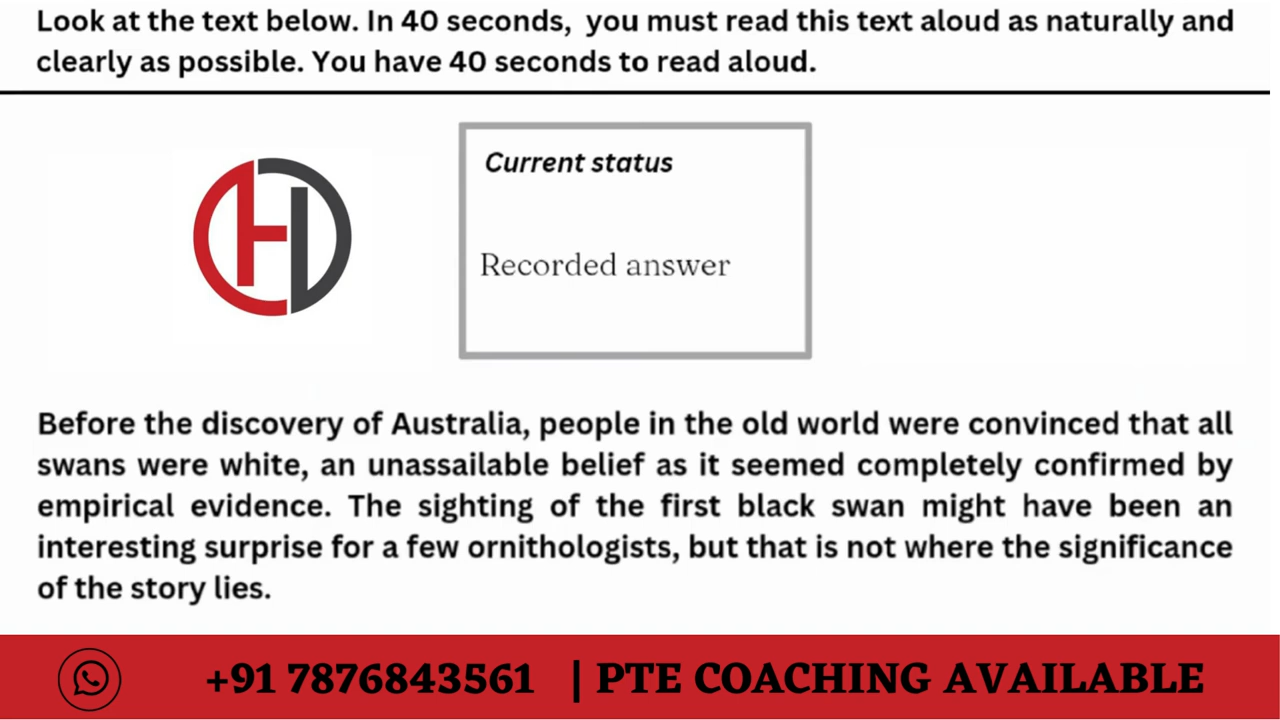 Look at the text below. In 40 seconds, you must read this text aloud as naturally and
clearly as possible. You have 40 seconds to read aloud.
Current status
Recorded answer
Before the discovery of Australia, people in the old world were convinced that all
swans were white, an unassailable belief as it seemed completely confirmed by
empirical evidence. The sighting of the first black swan might have been an
interesting surprise for a few ornithologists, but that is not where the significance
of the story lies.
+91 7876843561 | PTE COACHING AVAILABLE